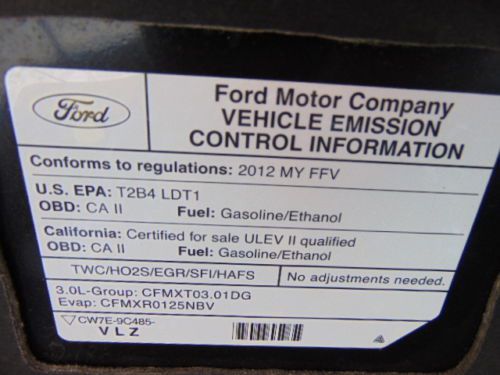 Ford
Ford Motor Company
VEHICLE EMISSION
CONTROL INFORMATION
Conforms to regulations: 2012 MY FFV
U.S. EPA: T2B4 LDT1
OBD: CA II Fuel: Gasoline/Ethanol
California: Certified for sale ULEV II qualified
OBD: CA II Fuel: Gasoline/Ethanol
TWC/HO2S/EGR/SFI/HAFS No adjustments needed.
3.0L-Group: CFMXT03.01DG
Evap: CFMXR0125NBV
CW7E-9C485-
VLZ